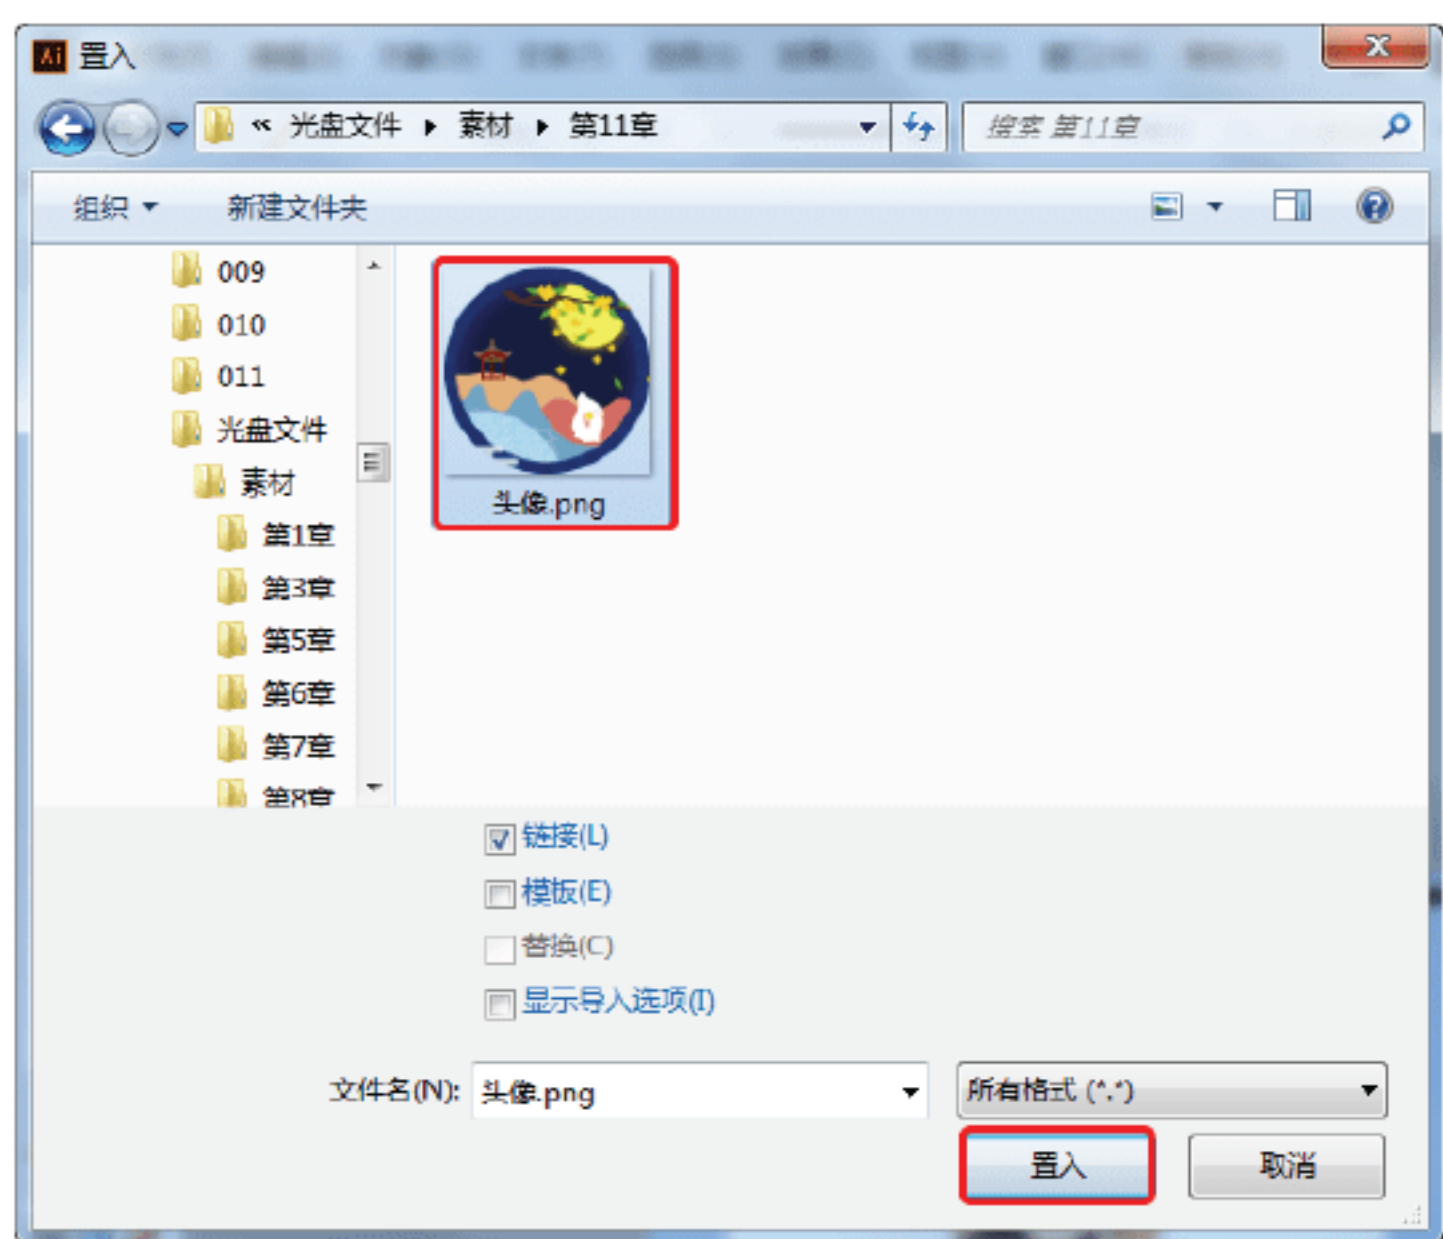 Ai 置入
« 光盘文件 ▸ 素材 ▸ 第11章
搜索 第11章
组织 新建文件夹
009
010
011
光盘文件
素材
第1章
第3章
第5章
第6章
第7章
第8章
头像.png
链接(L)
模板(E)
替换(C)
显示导入选项(I)
文件名(N): 头像.png 所有格式 (*.*)
置入 取消